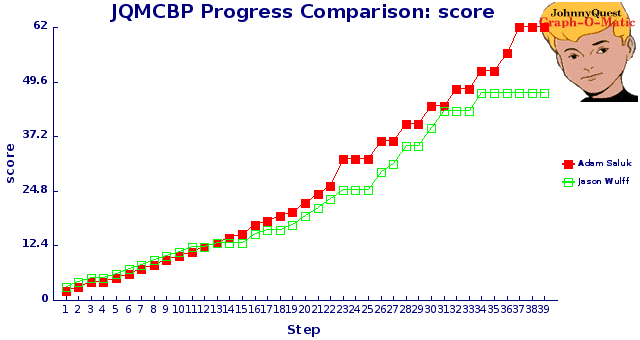 JQMCBP Progress Comparison: score
JohnnyQuest
Graph-O-Matic
62
49.6
37.2
24.8
12.4
0
score
1 2 3 4 5 6 7 8 9 10 11 12 13 14 15 16 17 18 19 20 21 22 23 24 25 26 27 28 29 30 31 32 33 34 35 36 37 38 39
Step
Adam Saluk
Jason Wulff